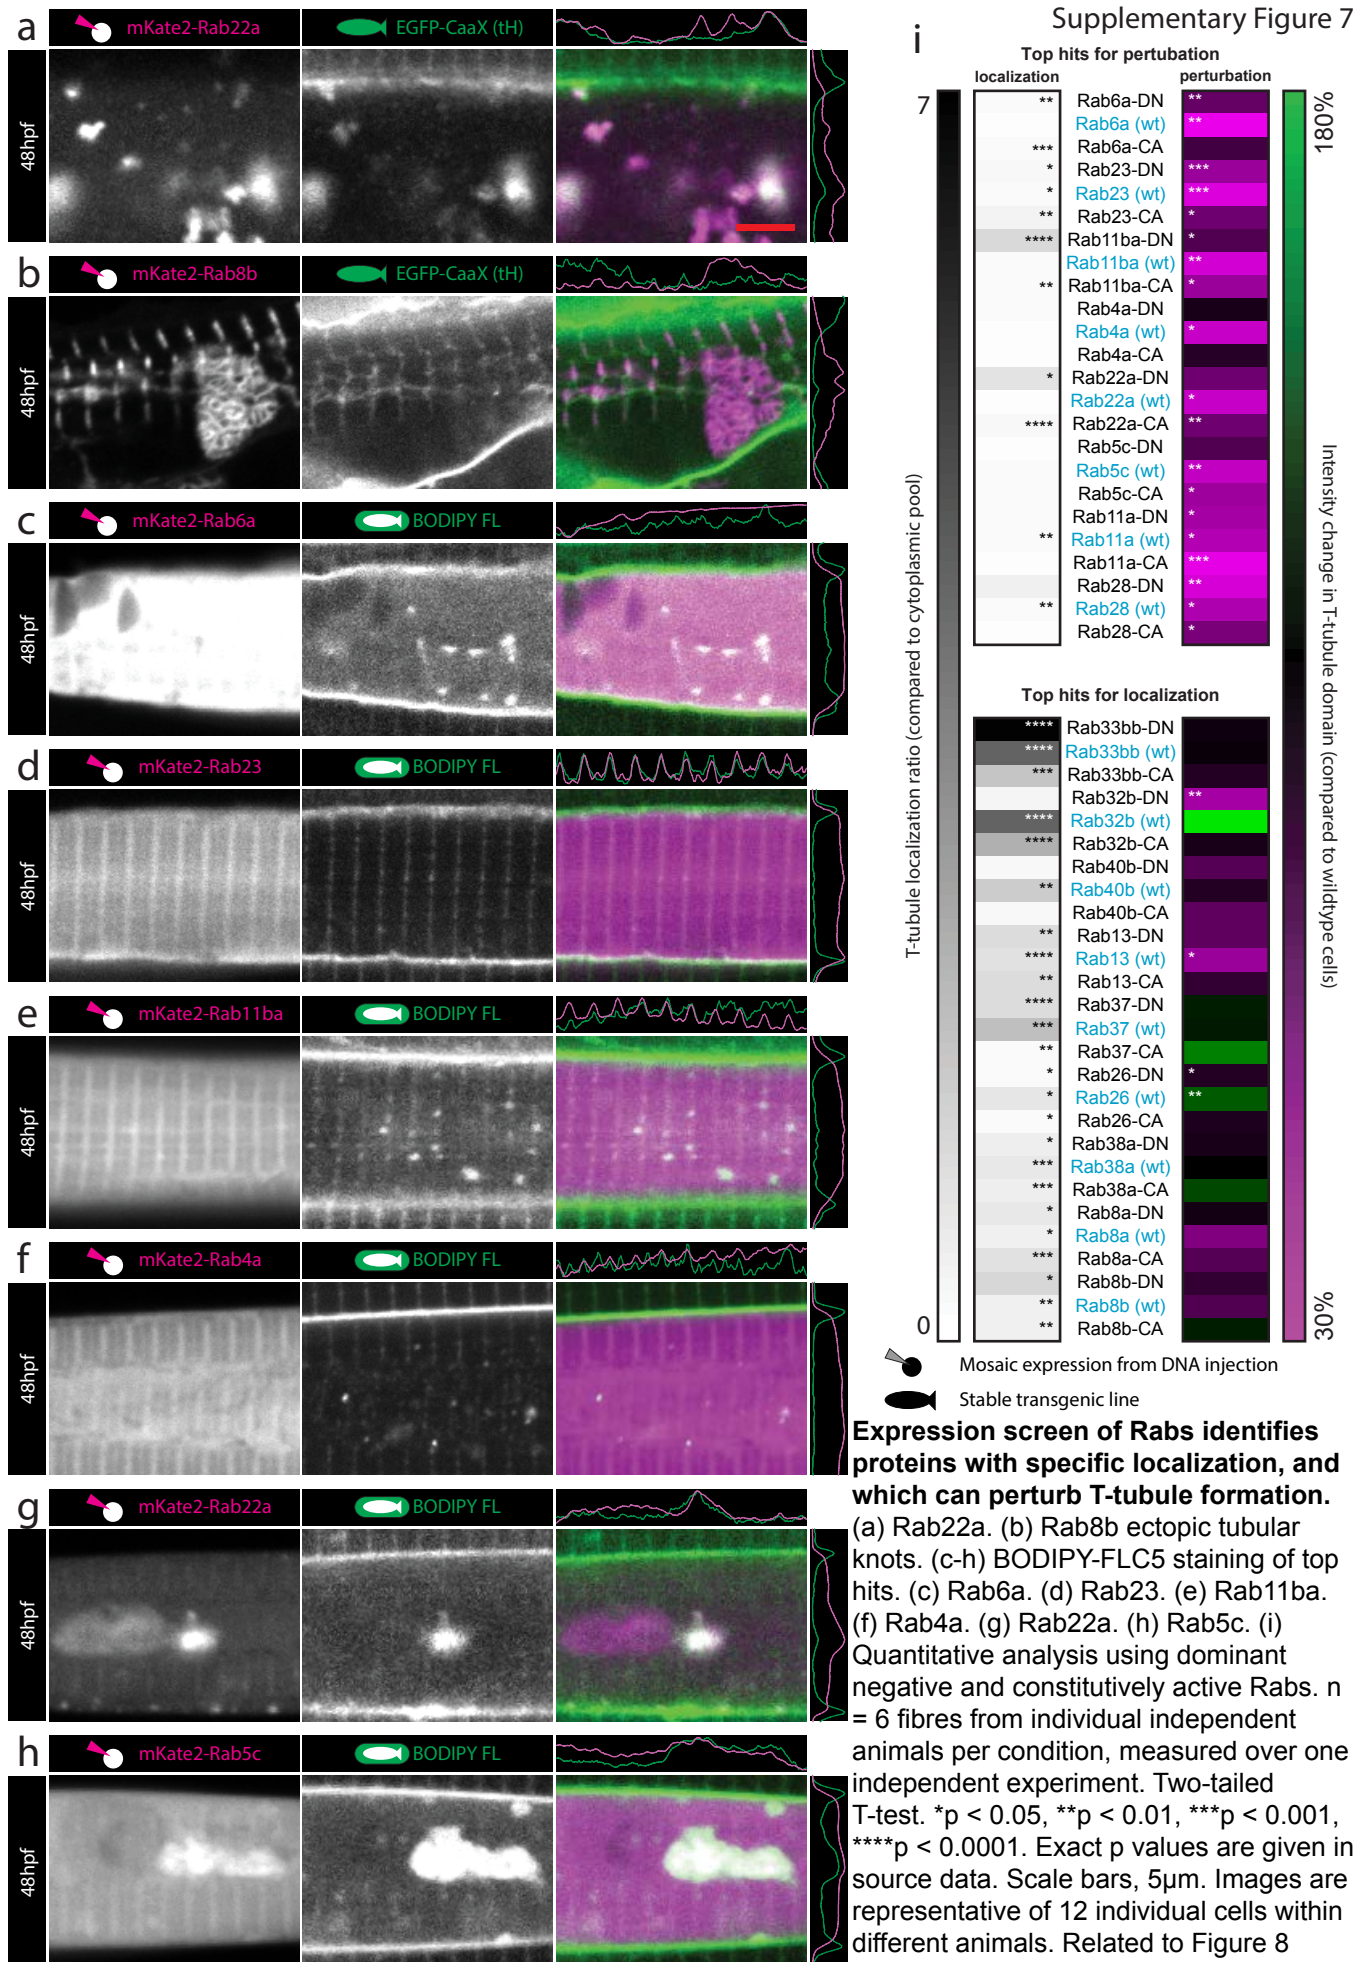 Supplementary Figure 7
a
mKate2-Rab22a
EGFP-CaaX (tH)
48hpf
b
mKate2-Rab8b
EGFP-CaaX (tH)
48hpf
c
mKate2-Rab6a
BODIPY FL
48hpf
d
mKate2-Rab23
BODIPY FL
48hpf
e
mKate2-Rab11ba
BODIPY FL
48hpf
f
mKate2-Rab4a
BODIPY FL
48hpf
g
mKate2-Rab22a
BODIPY FL
48hpf
h
mKate2-Rab5c
BODIPY FL
48hpf
i
Top hits for pertubation
localization
perturbation
7
0
T-tubule localization ratio (compared to cytoplasmic pool)
180%
30%
Intensity change in T-tubule domain (compared to wildtype cells)
** Rab6a-DN **
Rab6a (wt) **
*** Rab6a-CA
* Rab23-DN ***
* Rab23 (wt) ***
** Rab23-CA *
**** Rab11ba-DN *
Rab11ba (wt) **
** Rab11ba-CA *
Rab4a-DN
Rab4a (wt) *
Rab4a-CA
* Rab22a-DN
Rab22a (wt) *
**** Rab22a-CA **
Rab5c-DN
Rab5c (wt) **
Rab5c-CA *
Rab11a-DN *
** Rab11a (wt) *
Rab11a-CA ***
Rab28-DN **
** Rab28 (wt) *
Rab28-CA *
Top hits for localization
**** Rab33bb-DN
**** Rab33bb (wt)
*** Rab33bb-CA
Rab32b-DN **
**** Rab32b (wt)
**** Rab32b-CA
Rab40b-DN
** Rab40b (wt)
Rab40b-CA
** Rab13-DN
**** Rab13 (wt) *
** Rab13-CA
**** Rab37-DN
*** Rab37 (wt)
** Rab37-CA
* Rab26-DN *
* Rab26 (wt) **
* Rab26-CA
* Rab38a-DN
*** Rab38a (wt)
*** Rab38a-CA
* Rab8a-DN
* Rab8a (wt)
*** Rab8a-CA
* Rab8b-DN
** Rab8b (wt)
** Rab8b-CA
Mosaic expression from DNA injection
Stable transgenic line
Expression screen of Rabs identifies
proteins with specific localization, and
which can perturb T-tubule formation.
(a) Rab22a. (b) Rab8b ectopic tubular
knots. (c-h) BODIPY-FLC5 staining of top
hits. (c) Rab6a. (d) Rab23. (e) Rab11ba.
(f) Rab4a. (g) Rab22a. (h) Rab5c. (i)
Quantitative analysis using dominant
negative and constitutively active Rabs. n
= 6 fibres from individual independent
animals per condition, measured over one
independent experiment. Two-tailed
T-test. *p < 0.05, **p < 0.01, ***p < 0.001,
****p < 0.0001. Exact p values are given in
source data. Scale bars, 5µm. Images are
representative of 12 individual cells within
different animals. Related to Figure 8